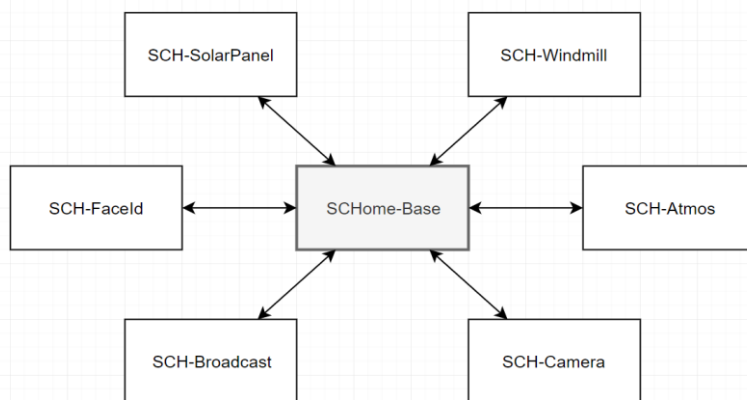 SCH-SolarPanel
SCH-Windmill
SCH-FaceId
SCHome-Base
SCH-Atmos
SCH-Broadcast
SCH-Camera